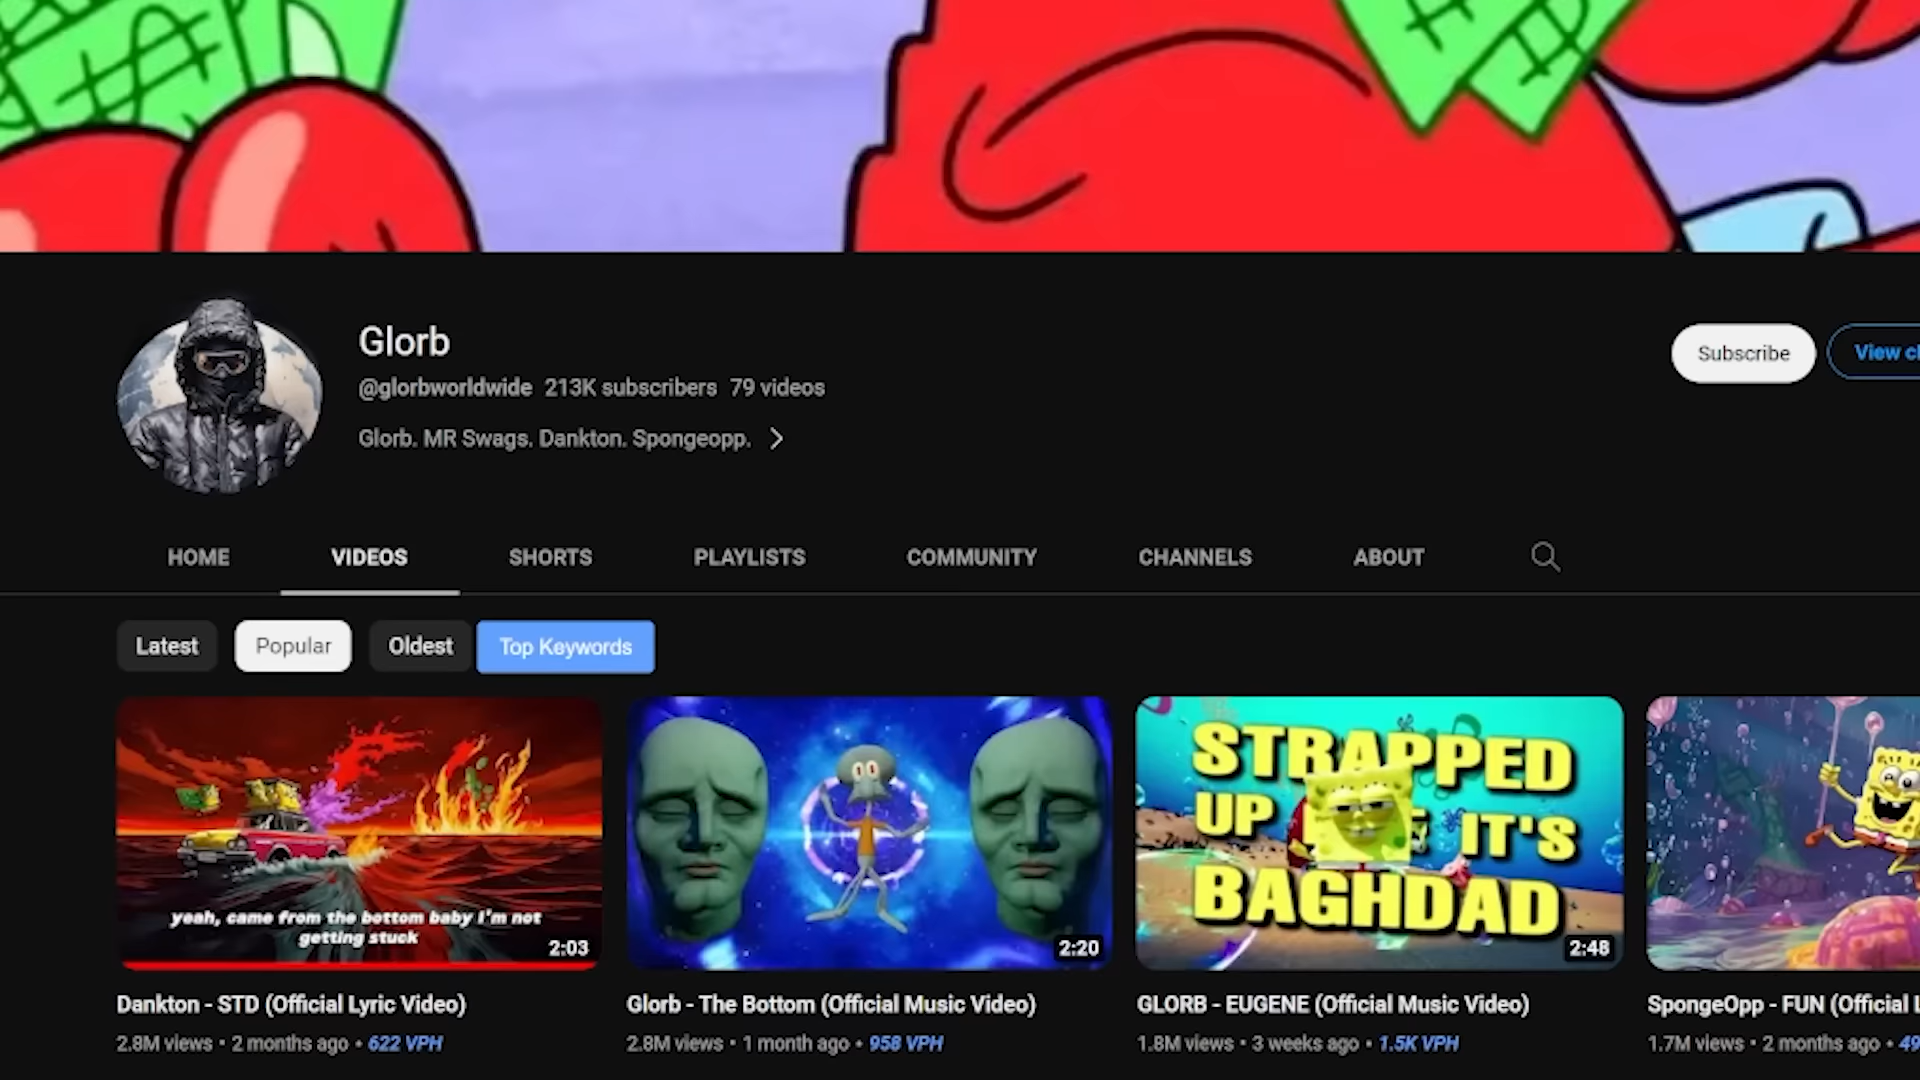 Glorb
@glorbworldwide 213K subscribers 79 videos
Glorb. MR Swags. Dankton. Spongeopp.
Subscribe
View
HOME
VIDEOS
SHORTS
PLAYLISTS
COMMUNITY
CHANNELS
ABOUT
Latest
Popular
Oldest
Top Keywords
yeah, came from the bottom baby I'm not
getting stuck
2:03
2:20
STRAPPED
UP IT'S
BAGHDAD
2:48
Dankton - STD (Official Lyric Video)
2.8M views • 2 months ago • 622 VPH
Glorb - The Bottom (Official Music Video)
2.8M views • 1 month ago • 958 VPH
GLORB - EUGENE (Official Music Video)
1.8M views • 3 weeks ago • 1.5K VPH
SpongeOpp - FUN (Official
1.7M views • 2 months ago •